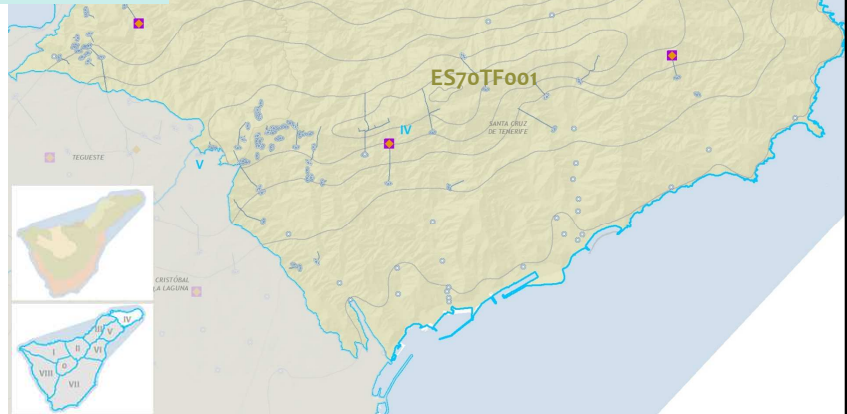 ES70TF001
IV
SANTA CRUZ
DE TENERIFE
TEGUESTE
V
CRISTÓBAL
LA LAGUNA
IV
III
V
I
II
VI
O
VIII
VII